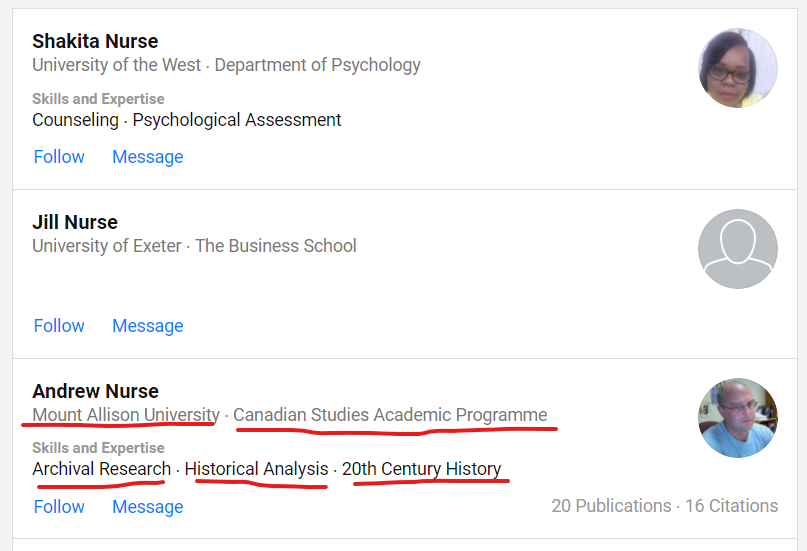 Shakita Nurse
University of the West · Department of Psychology
Skills and Expertise
Counseling · Psychological Assessment
Follow Message
Jill Nurse
University of Exeter · The Business School
Follow Message
Andrew Nurse
Mount Allison University · Canadian Studies Academic Programme
Skills and Expertise
Archival Research · Historical Analysis · 20th Century History
Follow Message 20 Publications · 16 Citations